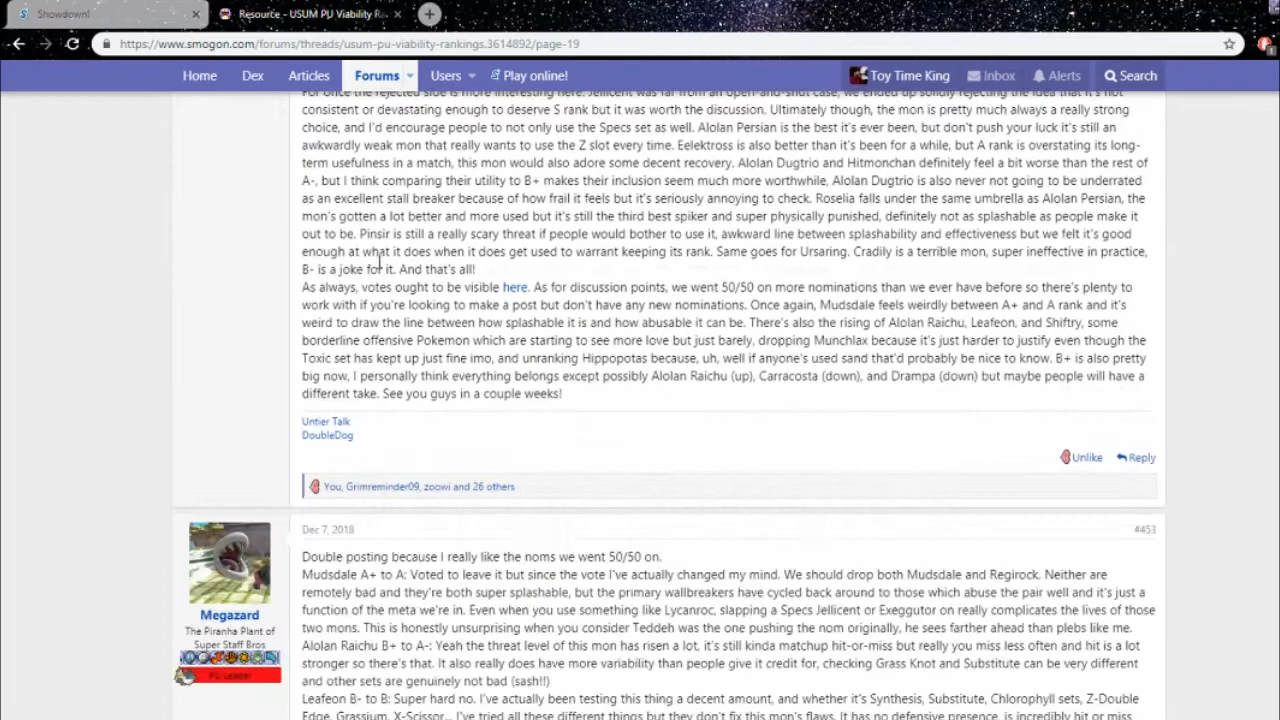 Showdown!
Resource - USUM PU Viability Ra
https://www.smogon.com/forums/threads/usum-pu-viability-rankings.3614892/page-19
Home Dex Articles Forums Users Play online! Toy Time King Inbox Alerts Search
For once the rejected side is more interesting here. Jellicent was far from an open-and-shut case, we ended up solidly rejecting the idea that it's not
consistent or devastating enough to deserve S rank but it was worth the discussion. Ultimately though, the mon is pretty much always a really strong
choice, and I'd encourage people to not only use the Specs set as well. Alolan Persian is the best it's ever been, but don't push your luck it's still an
awkwardly weak mon that really wants to use the Z slot every time. Eelektross is also better than it's been for a while, but A rank is overstating its long-
term usefulness in a match, this mon would also adore some decent recovery. Alolan Dugtrio and Hitmonchan definitely feel a bit worse than the rest of
A-, but I think comparing their utility to B+ makes their inclusion seem much more worthwhile, Alolan Dugtrio is also never not going to be underrated
as an excellent stall breaker because of how frail it feels but it's seriously annoying to check. Roselia falls under the same umbrella as Alolan Persian, the
mon's gotten a lot better and more used but it's still the third best spiker and super physically punished, definitely not as splashable as people make it
out to be. Pinsir is still a really scary threat if people would bother to use it, awkward line between splashability and effectiveness but we felt it's good
enough at what it does when it does get used to warrant keeping its rank. Same goes for Ursaring. Cradily is a terrible mon, super ineffective in practice,
B- is a joke for it. And that's all!
As always, votes ought to be visible here. As for discussion points, we went 50/50 on more nominations than we ever have before so there's plenty to
work with if you're looking to make a post but don't have any new nominations. Once again, Mudsdale feels weirdly between A+ and A rank and it's
weird to draw the line between how splashable it is and how abusable it can be. There's also the rising of Alolan Raichu, Leafeon, and Shiftry, some
borderline offensive Pokemon which are starting to see more love but just barely, dropping Munchlax because it's just harder to justify even though the
Toxic set has kept up just fine imo, and unranking Hippopotas because, uh, well if anyone's used sand that'd probably be nice to know. B+ is also pretty
big now, I personally think everything belongs except possibly Alolan Raichu (up), Carracosta (down), and Drampa (down) but maybe people will have a
different take. See you guys in a couple weeks!
Untier Talk
DoubleDog
Unlike Reply
You, Grimreminder09, zoowi and 26 others
Dec 7, 2018 #453
Megazard
The Piranha Plant of
Super Staff Bros
PU Leader
Double posting because I really like the noms we went 50/50 on.
Mudsdale A+ to A: Voted to leave it but since the vote I've actually changed my mind. We should drop both Mudsdale and Regirock. Neither are
remotely bad and they're both super splashable, but the primary wallbreakers have cycled back around to those which abuse the pair well and it's just a
function of the meta we're in. Even when you use something like Lycanroc, slapping a Specs Jellicent or Exeggutor on really complicates the lives of those
two mons. This is honestly unsurprising when you consider Teddeh was the one pushing the nom originally, he sees farther ahead than plebs like me.
Alolan Raichu B+ to A-: Yeah the threat level of this mon has risen a lot, it's still kinda matchup hit-or-miss but really you miss less often and hit is a lot
stronger so there's that. It also really does have more variability than people give it credit for, checking Grass Knot and Substitute can be very different
and other sets are genuinely not bad (sash!!)
Leafeon B- to B: Super hard no. I've actually been testing this thing a decent amount, and whether it's Synthesis, Substitute, Chlorophyll sets, Z-Double
Edge, Grassium, X-Scissor... I've tried all these different things but they don't fix this mon's flaws. It has no defensive presence, is incredibly hit or miss